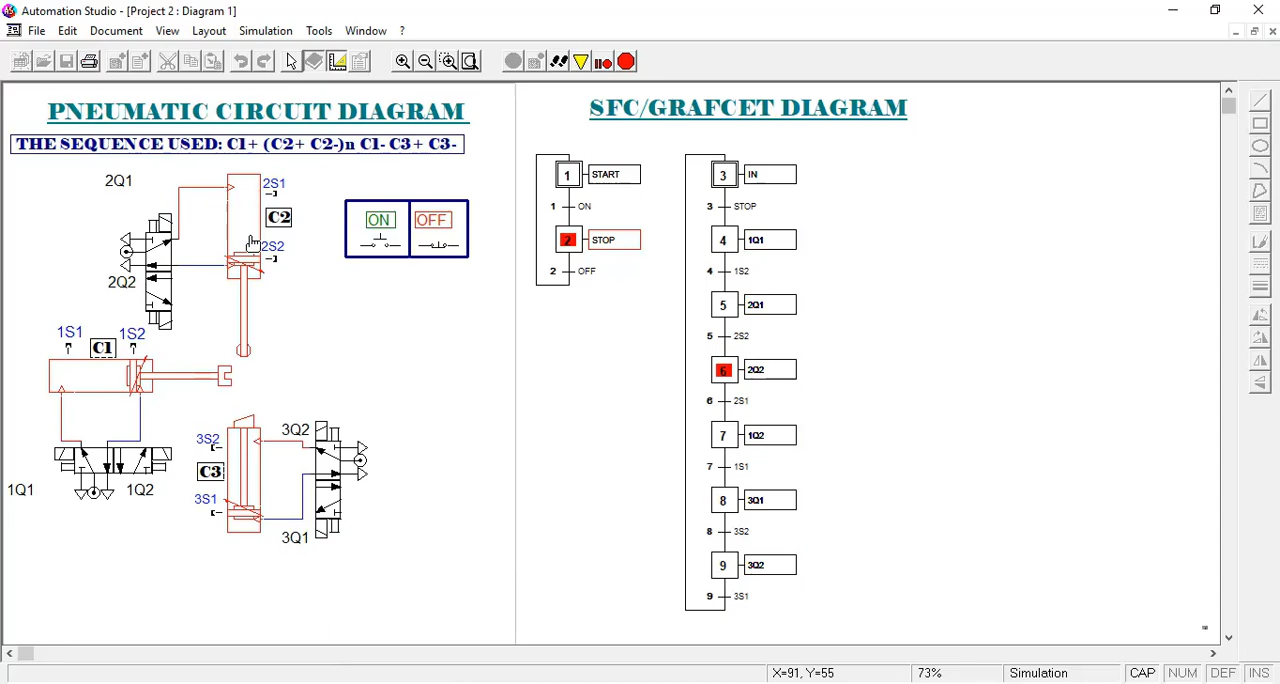 Automation Studio - [Project 2 : Diagram 1]
File Edit Document View Layout Simulation Tools Window ?
PNEUMATIC CIRCUIT DIAGRAM
THE SEQUENCE USED: C1+ (C2+ C2-)n C1- C3+ C3-
2Q1
2S1
C2
2S2
2Q2
ON OFF
1S1 1S2
C1
1Q1 1Q2
3S2
C3
3S1
3Q2
3Q1
SFC/GRAFCET DIAGRAM
1 START
1 ON
2 STOP
2 OFF
3 IN
3 STOP
4 1Q1
4 1S2
5 2Q1
5 2S2
6 2Q2
6 2S1
7 1Q2
7 1S1
8 3Q1
8 3S2
9 3Q2
9 3S1
X=91, Y=55 73% Simulation CAP NUM DEF INS